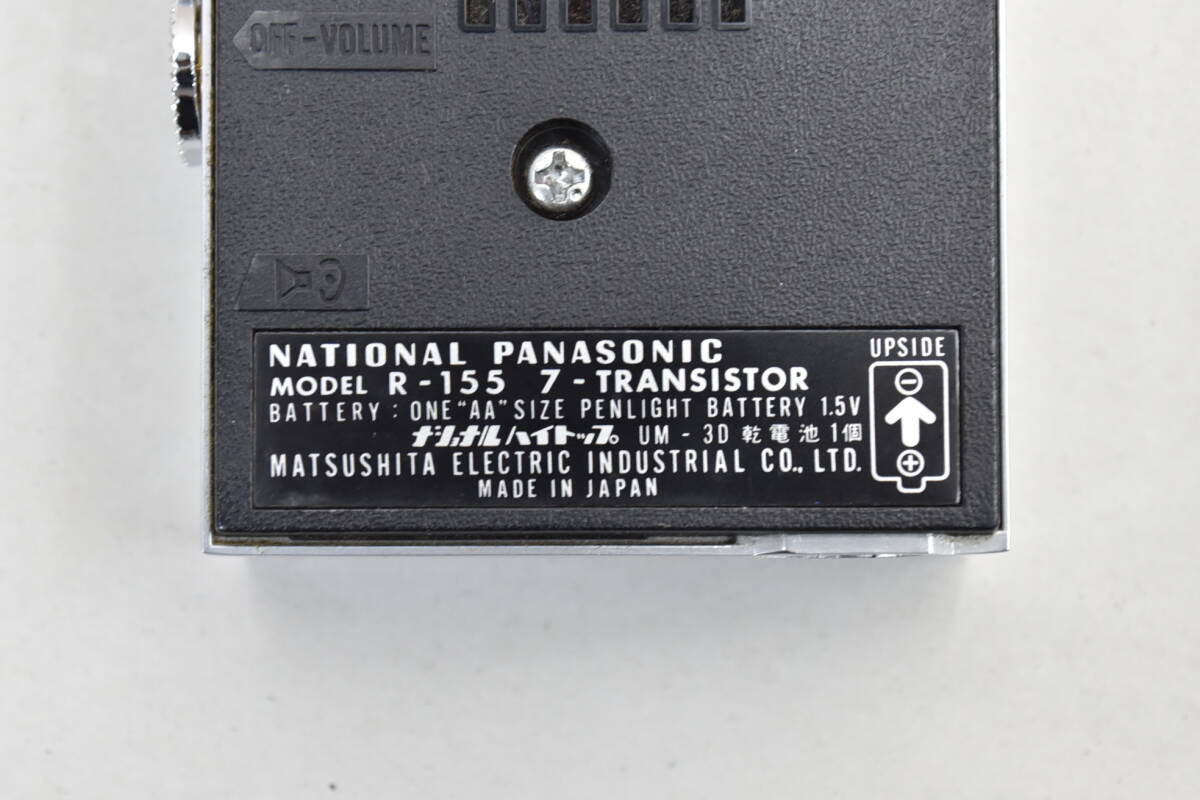 OFF-VOLUME
NATIONAL PANASONIC
MODEL R-155 7-TRANSISTOR
BATTERY: ONE "AA" SIZE PENLIGHT BATTERY 1.5V
ナショナルハイトップ UM-3D 乾電池1個
MATSUSHITA ELECTRIC INDUSTRIAL CO., LTD.
MADE IN JAPAN
UPSIDE